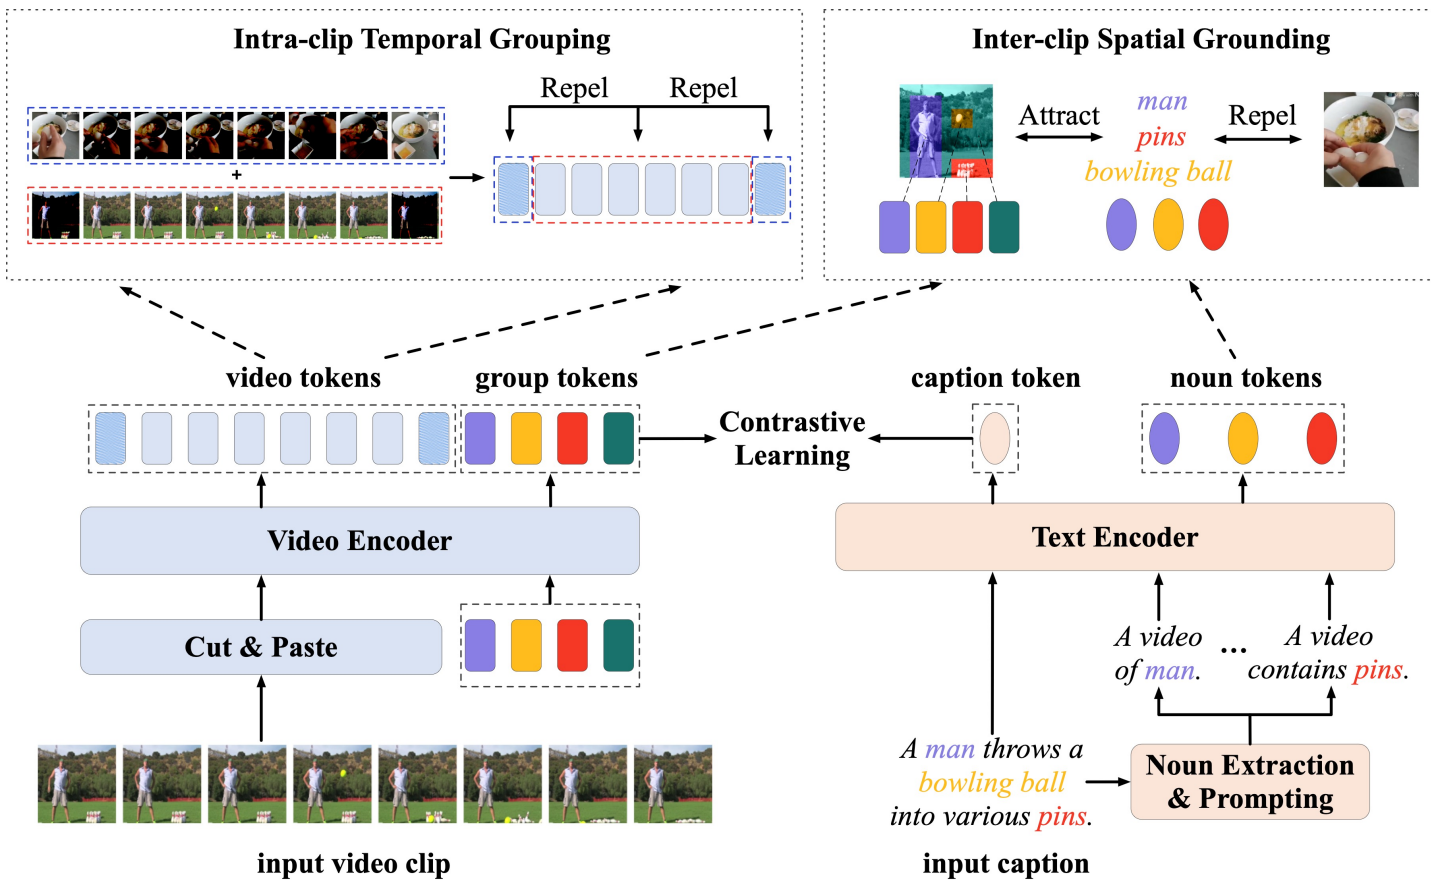 Intra-clip Temporal Grouping
Repel
Repel
+
Inter-clip Spatial Grounding
Attract
man
pins
bowling ball
Repel
video tokens
group tokens
caption token
noun tokens
Contrastive
Learning
Video Encoder
Text Encoder
Cut & Paste
A video
of man.
...
A video
contains pins.
A man throws a
bowling ball
into various pins.
Noun Extraction
& Prompting
input video clip
input caption